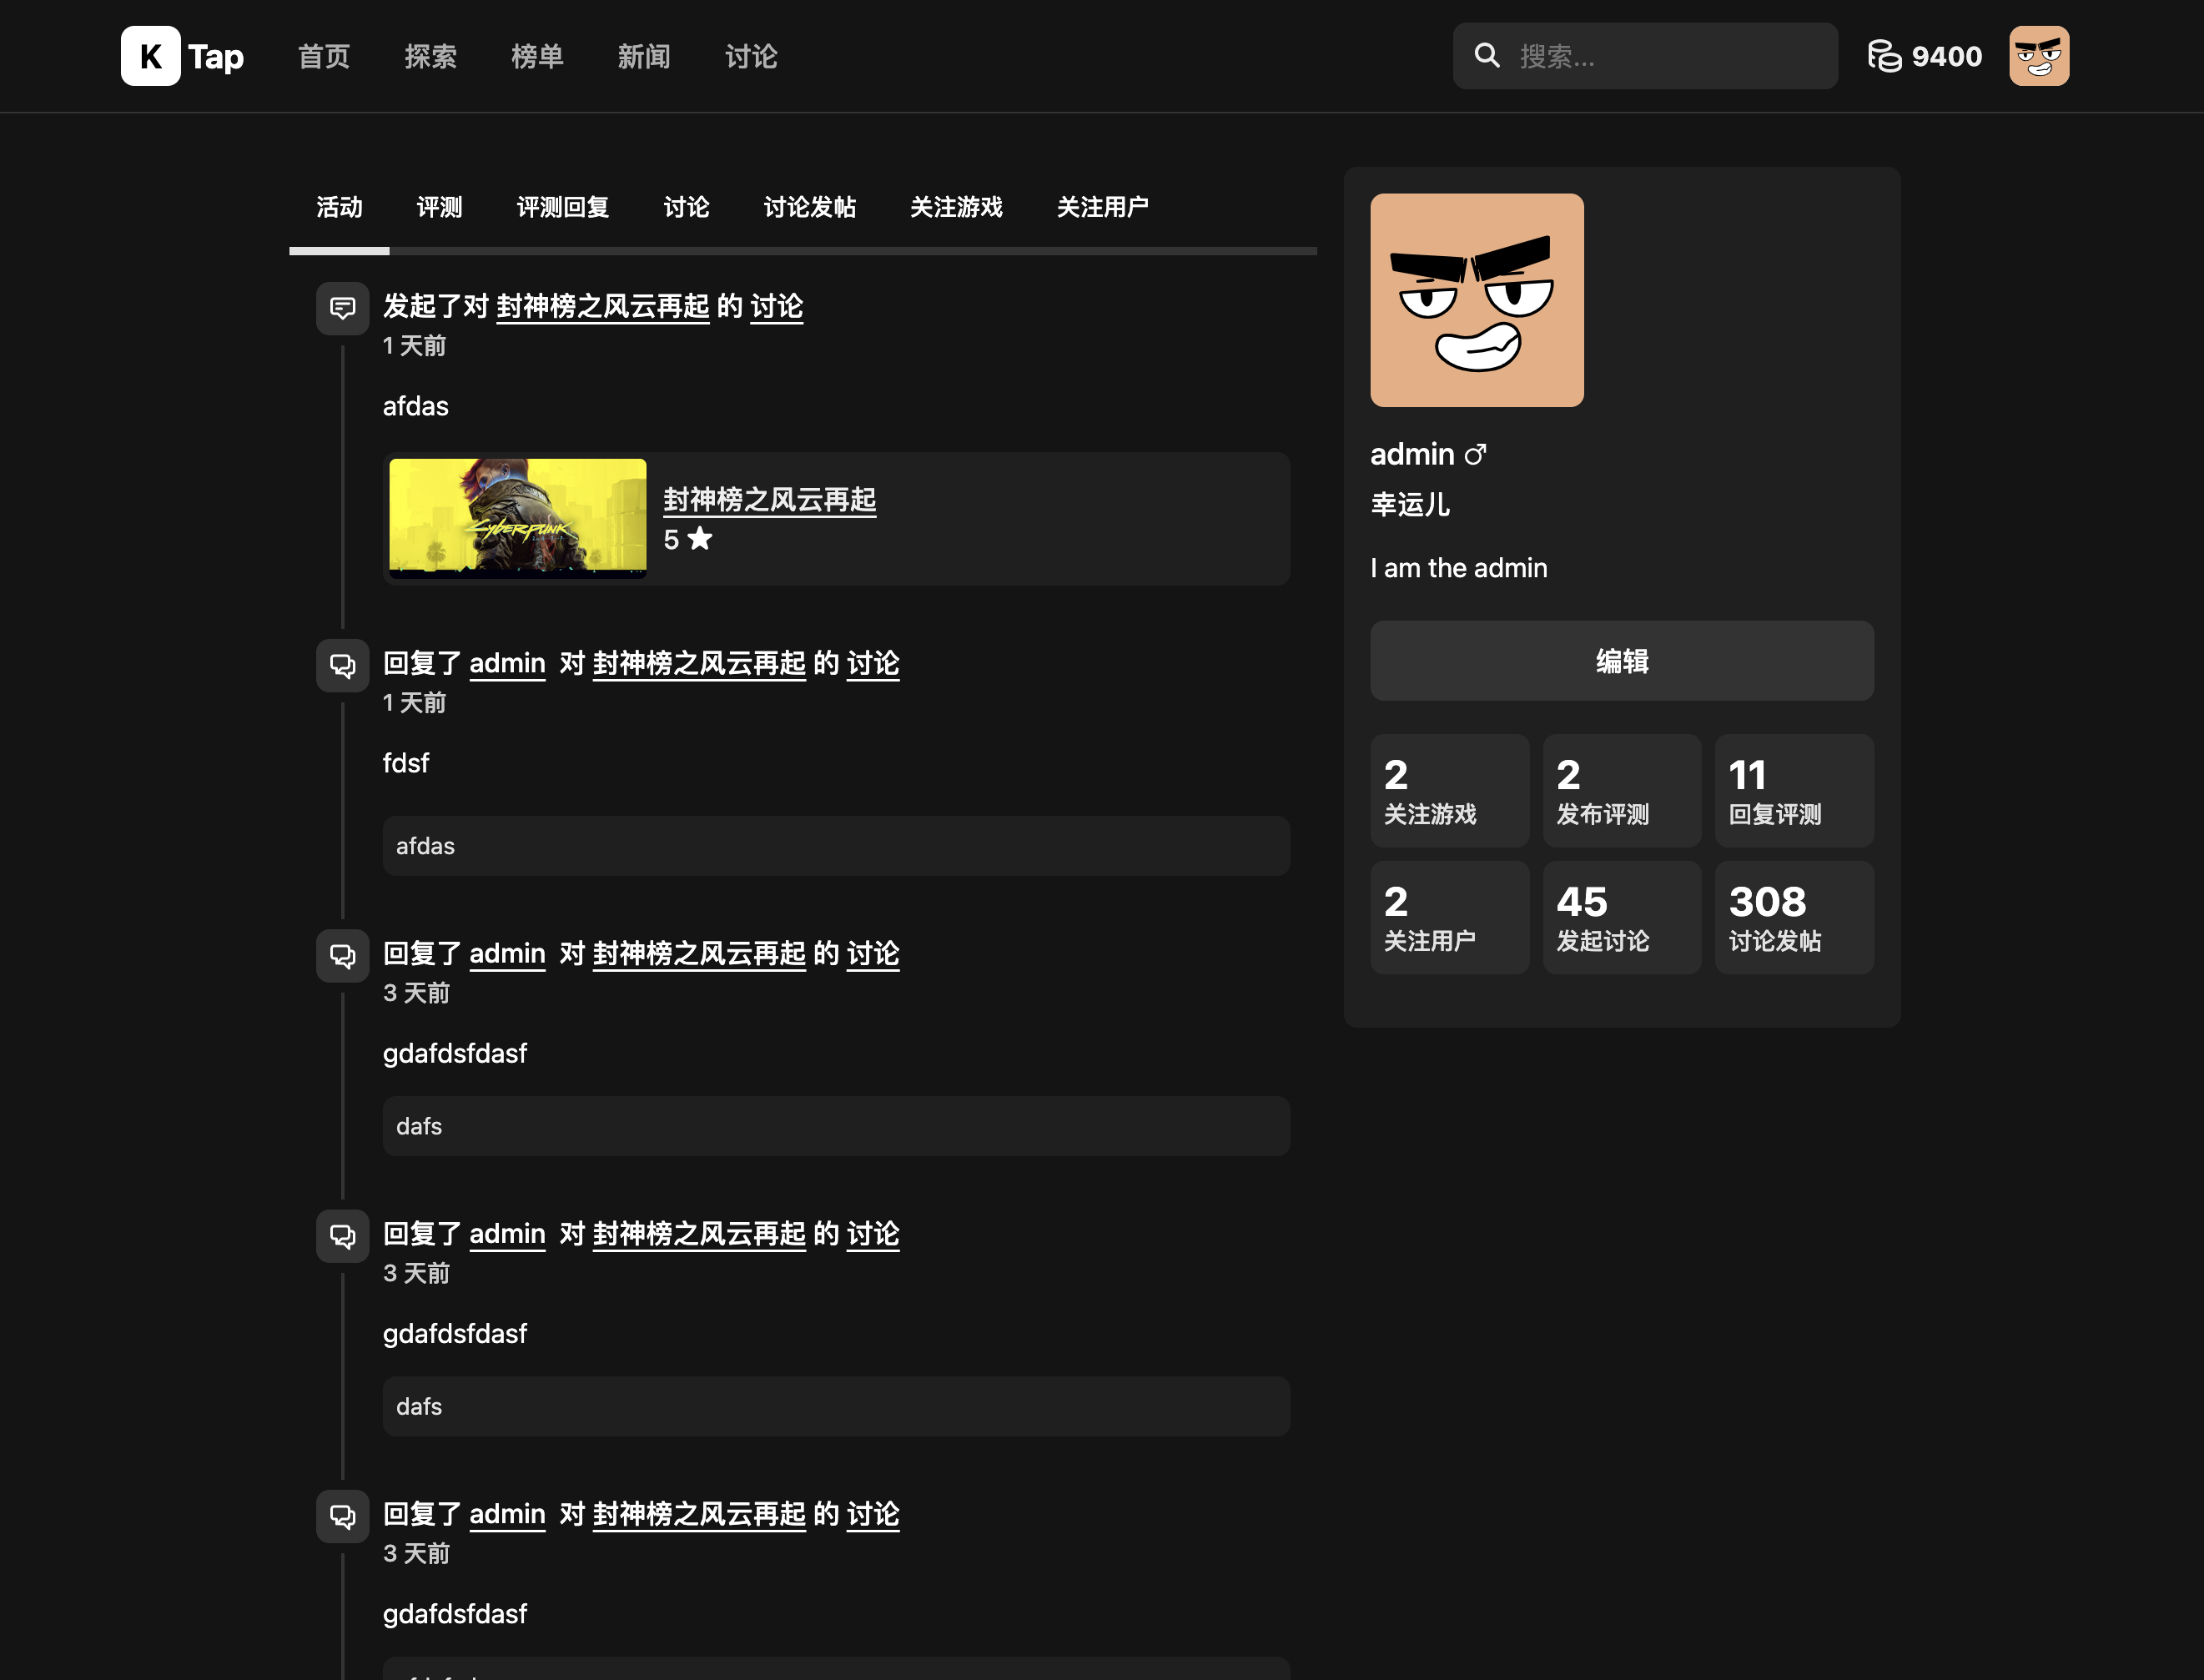 K Tap 首页 探索 榜单 新闻 讨论 搜索... 9400
活动 评测 评测回复 讨论 讨论发帖 关注游戏 关注用户
发起了对 封神榜之风云再起 的 讨论
1 天前
afdas
Cyberpunk
封神榜之风云再起
5
回复了 admin 对 封神榜之风云再起 的 讨论
1 天前
fdsf
afdas
回复了 admin 对 封神榜之风云再起 的 讨论
3 天前
gdafdsfdasf
dafs
回复了 admin 对 封神榜之风云再起 的 讨论
3 天前
gdafdsfdasf
dafs
回复了 admin 对 封神榜之风云再起 的 讨论
3 天前
gdafdsfdasf
admin ♂
幸运儿
I am the admin
编辑
2 2 11
关注游戏 发布评测 回复评测
2 45 308
关注用户 发起讨论 讨论发帖